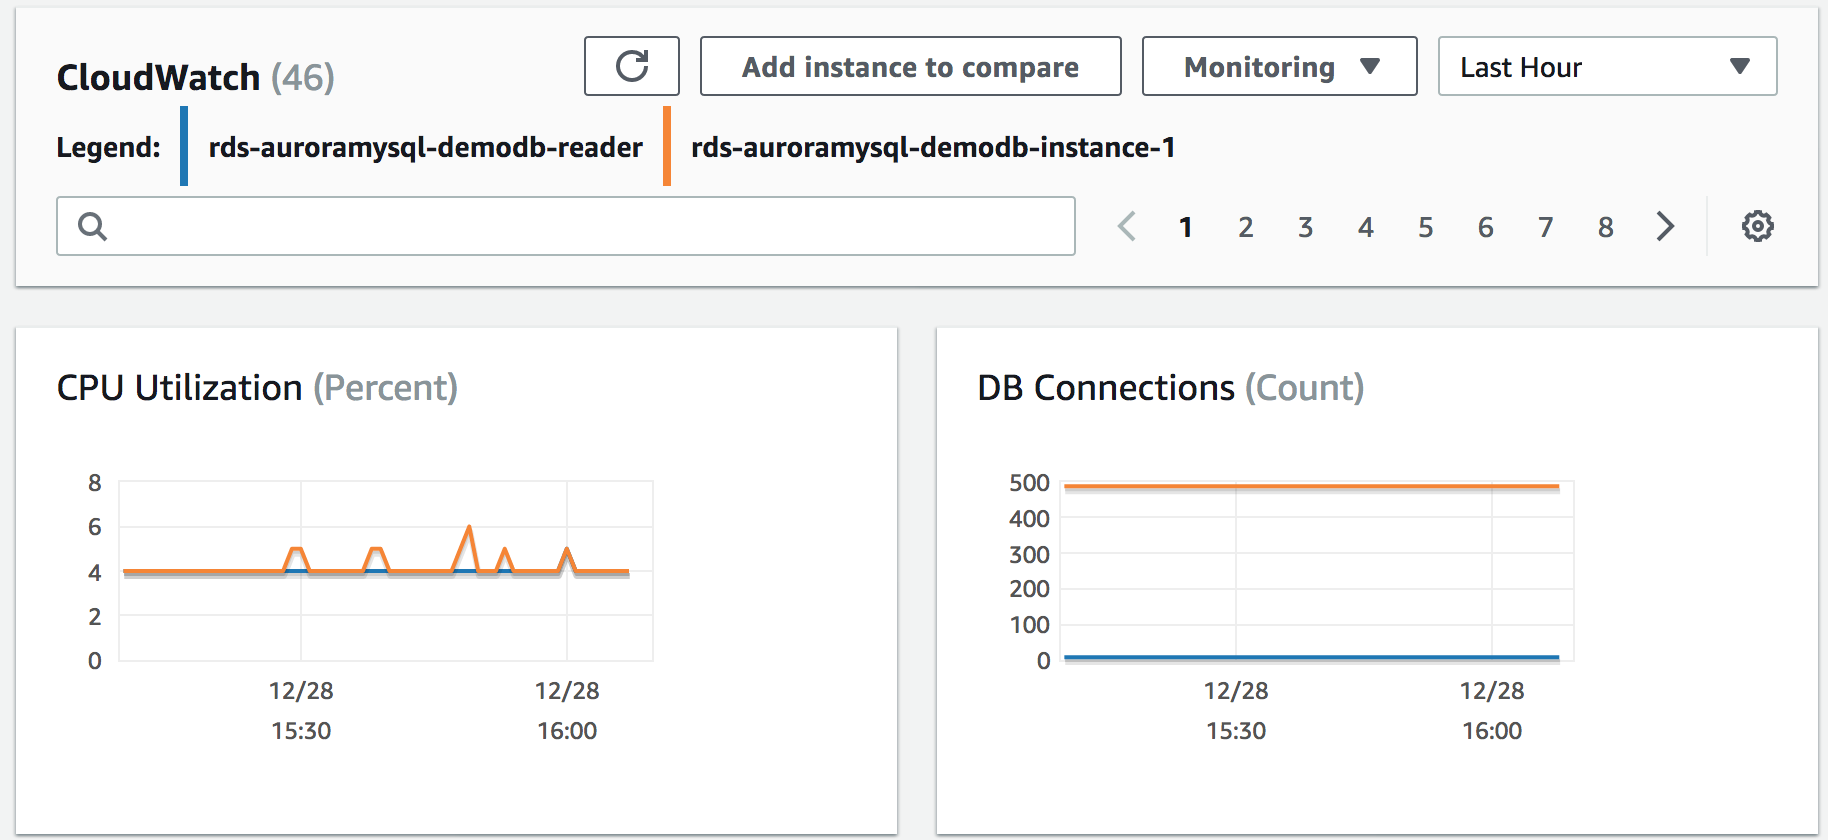 CloudWatch (46)
Add instance to compare
Monitoring
Last Hour
Legend:
rds-auroramysql-demodb-reader
rds-auroramysql-demodb-instance-1
1 2 3 4 5 6 7 8
CPU Utilization (Percent)
8
6
4
2
0
12/28 12/28
15:30 16:00
DB Connections (Count)
500
400
300
200
100
0
12/28 12/28
15:30 16:00